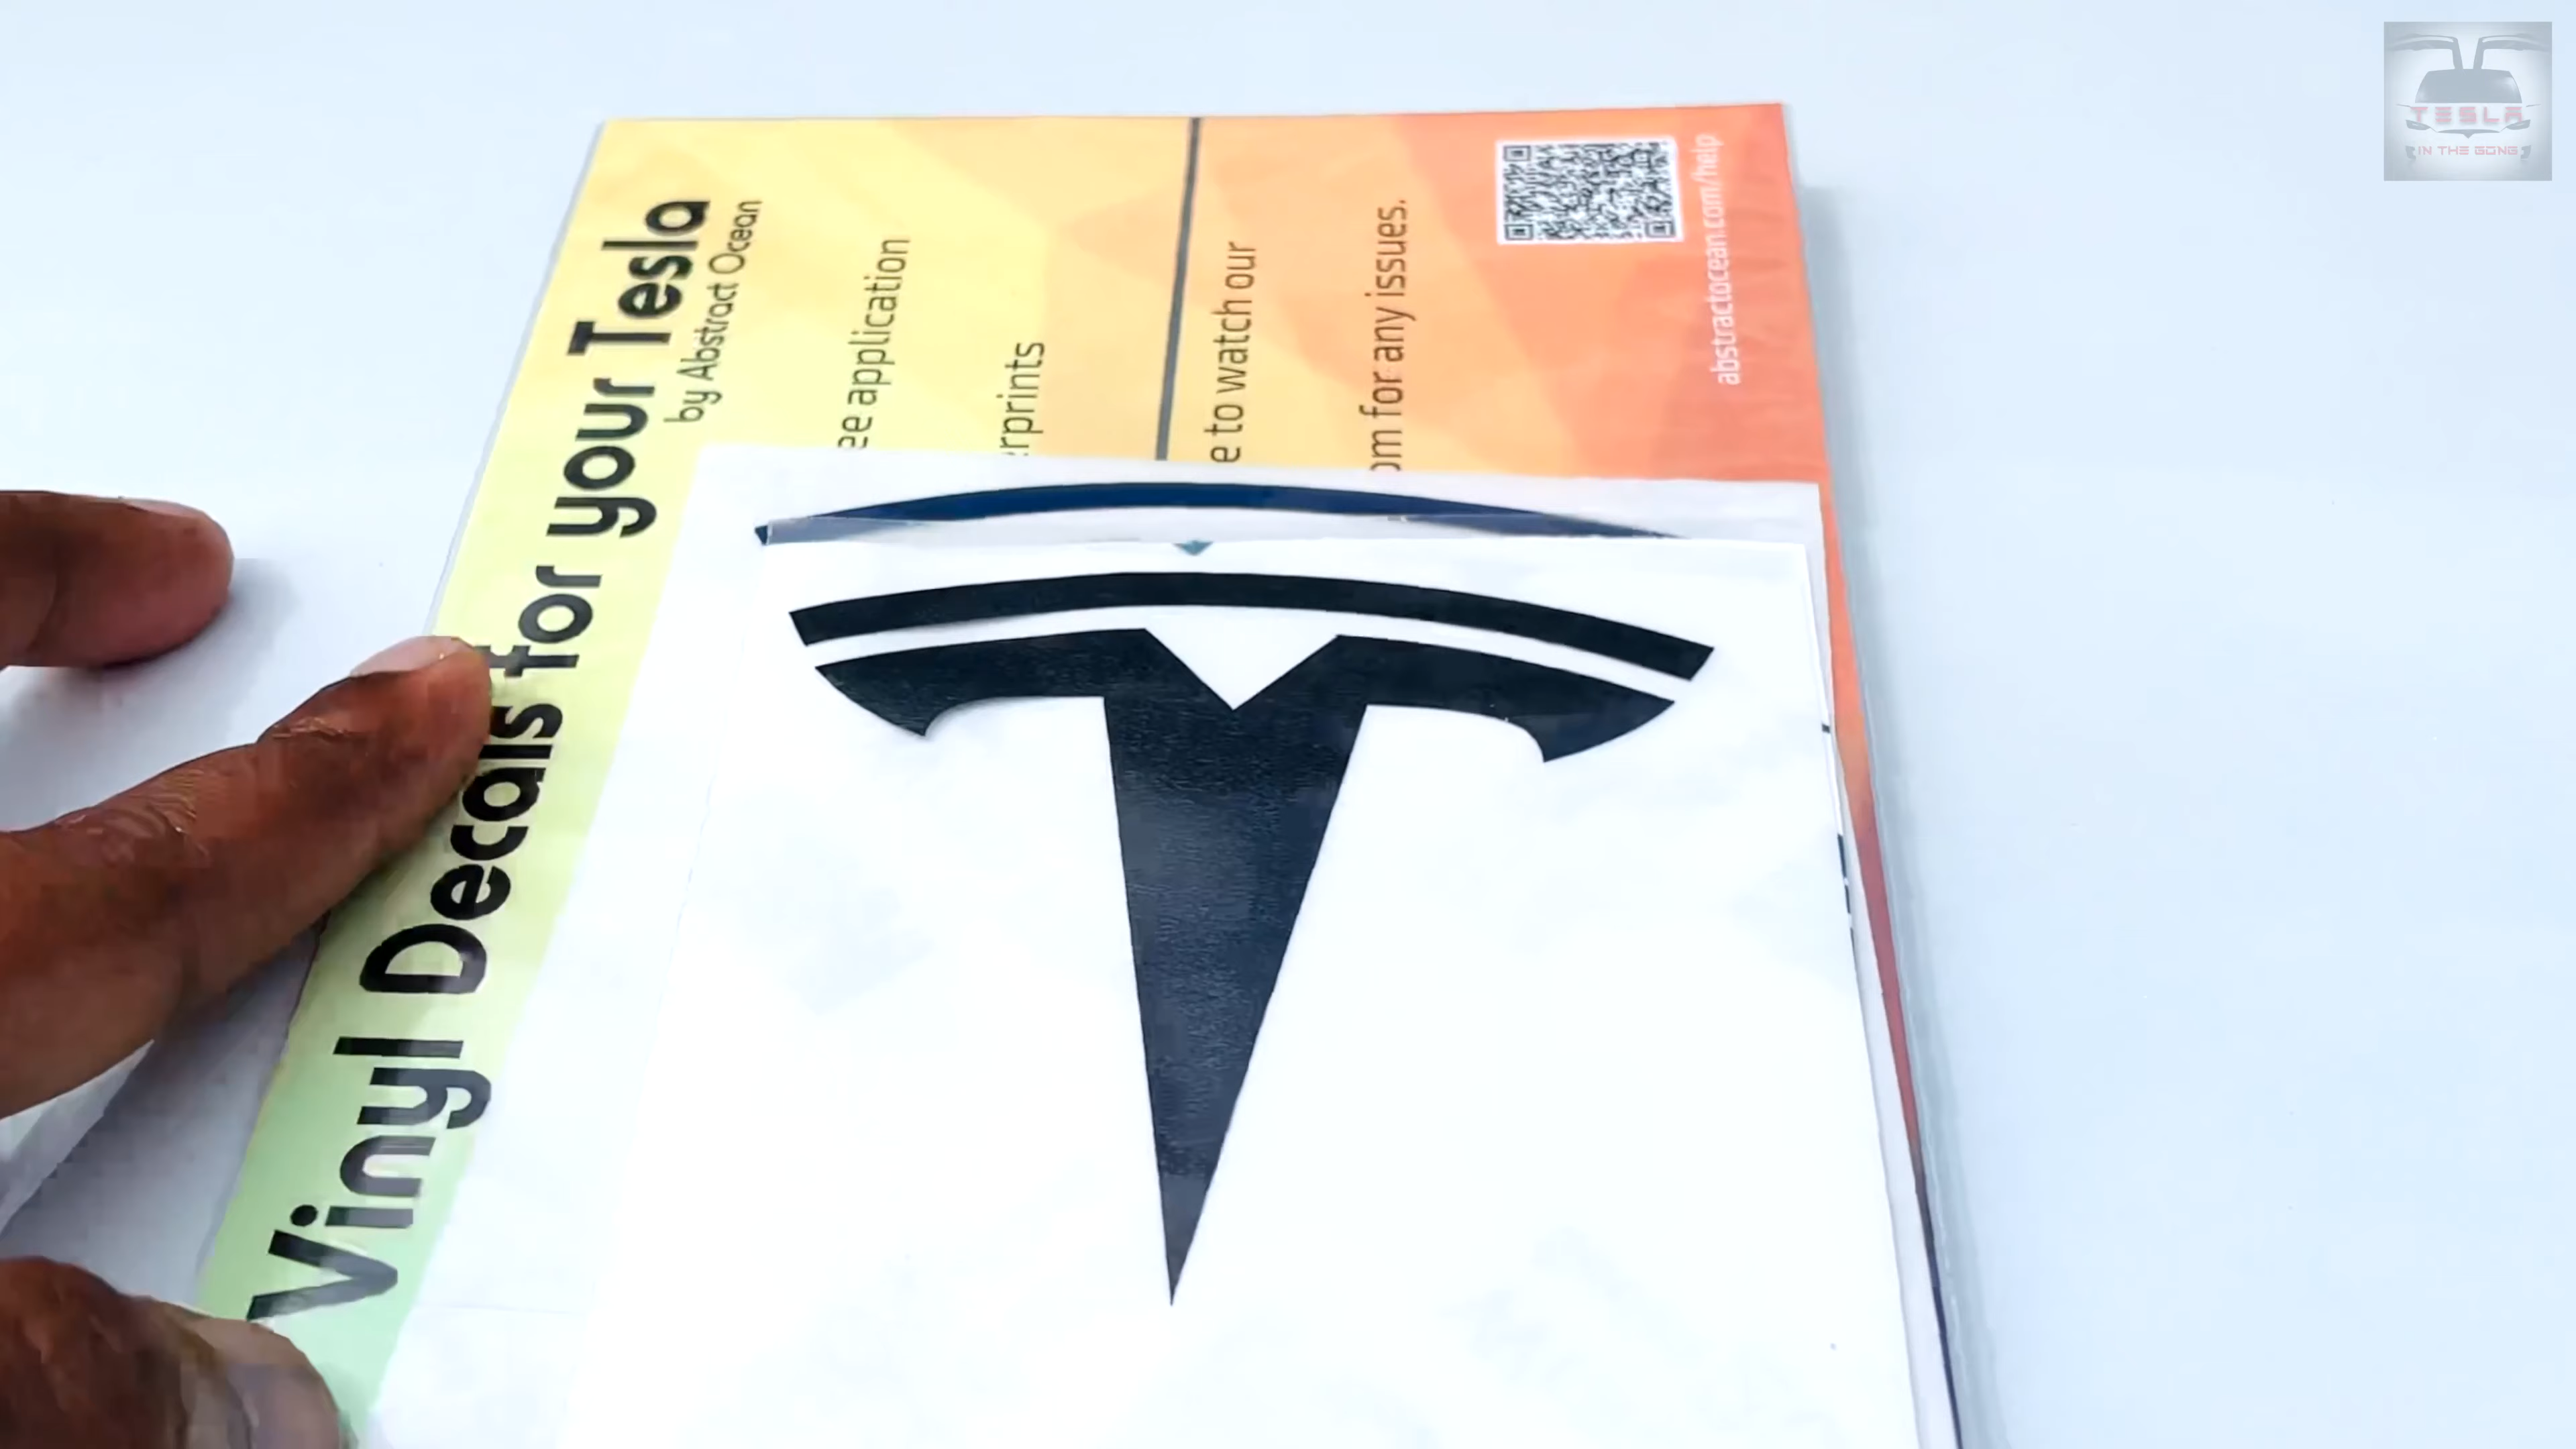 Vinyl Decals for your Tesla
by Abstract Ocean
ee application
erprints
e to watch our
om for any issues.
abstractocean.com/help
TESLA
IN THE GONG